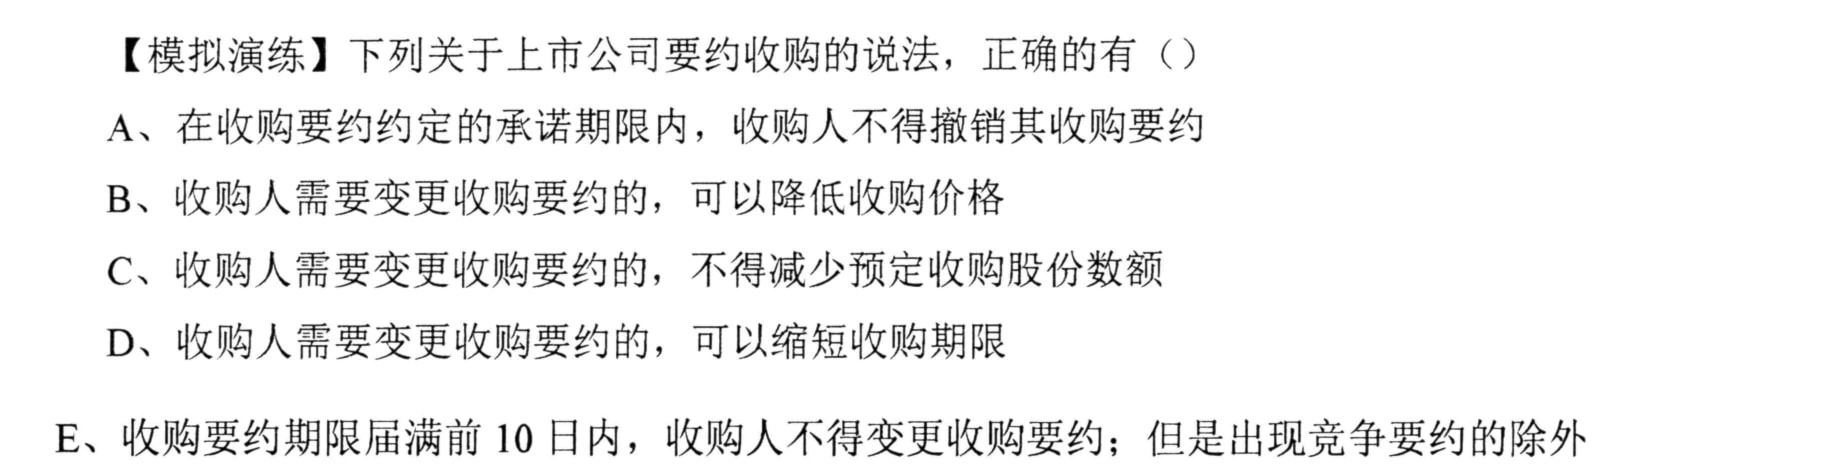 【模拟演练】下列关于上市公司要约收购的说法，正确的有（）
A、在收购要约约定的承诺期限内，收购人不得撤销其收购要约
B、收购人需要变更收购要约的，可以降低收购价格
C、收购人需要变更收购要约的，不得减少预定收购股份数额
D、收购人需要变更收购要约的，可以缩短收购期限
E、收购要约期限届满前 10 日内，收购人不得变更收购要约；但是出现竞争要约的除外